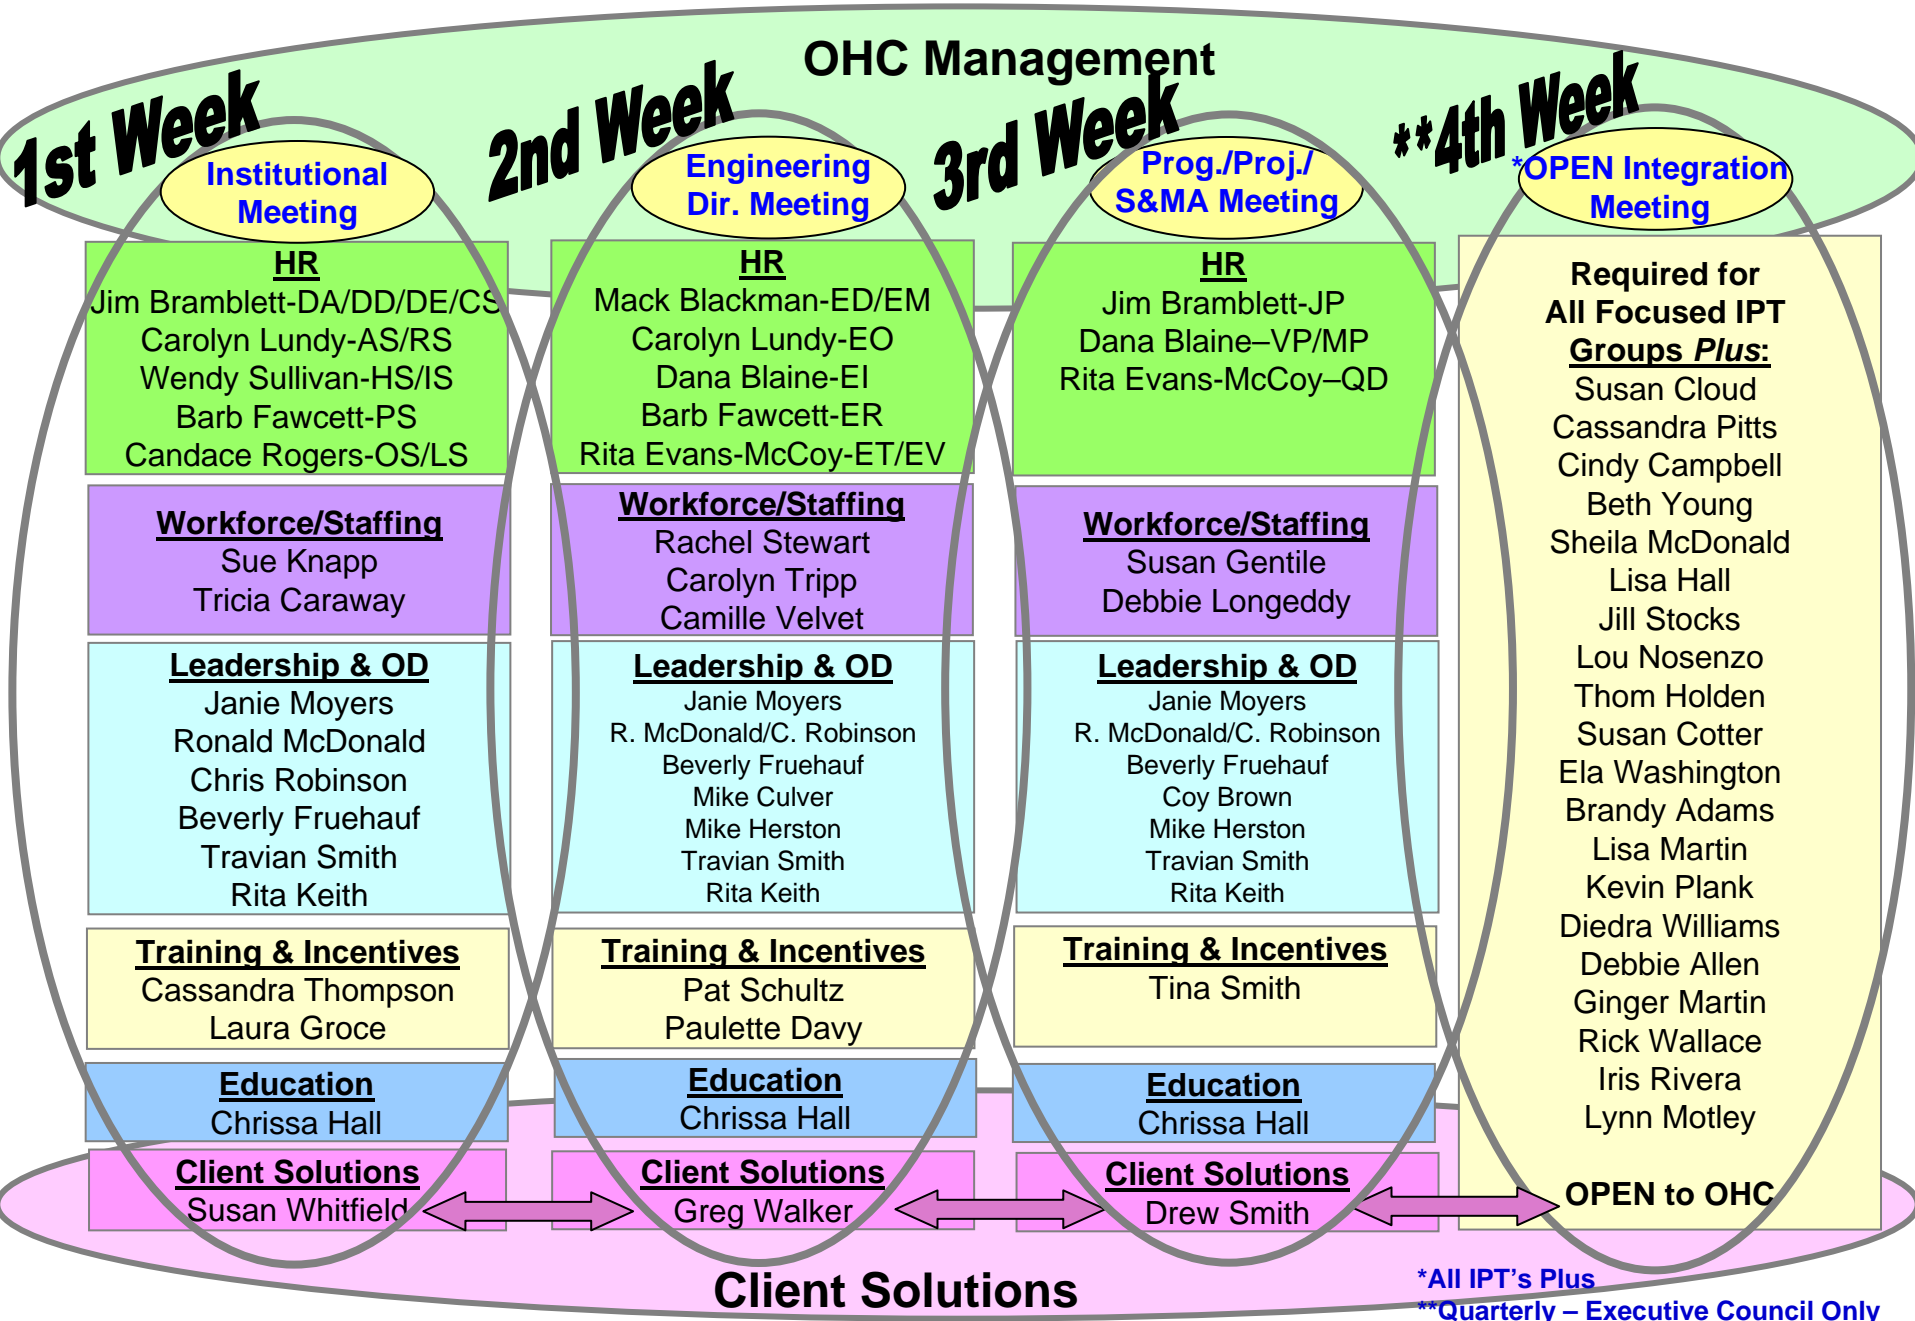 OHC Management
1st Week
2nd Week
3rd Week
**4th Week
Institutional
Meeting
HR
Jim Bramblett-DA/DD/DE/CS
Carolyn Lundy-AS/RS
Wendy Sullivan-HS/IS
Barb Fawcett-PS
Candace Rogers-OS/LS
Workforce/Staffing
Sue Knapp
Tricia Caraway
Leadership & OD
Janie Moyers
Ronald McDonald
Chris Robinson
Beverly Fruehauf
Travian Smith
Rita Keith
Training & Incentives
Cassandra Thompson
Laura Groce
Education
Chrissa Hall
Client Solutions
Susan Whitfield
Engineering
Dir. Meeting
HR
Mack Blackman-ED/EM
Carolyn Lundy-EO
Dana Blaine-EI
Barb Fawcett-ER
Rita Evans-McCoy-ET/EV
Workforce/Staffing
Rachel Stewart
Carolyn Tripp
Camille Velvet
Leadership & OD
Janie Moyers
R. McDonald/C. Robinson
Beverly Fruehauf
Mike Culver
Mike Herston
Travian Smith
Rita Keith
Training & Incentives
Pat Schultz
Paulette Davy
Education
Chrissa Hall
Client Solutions
Greg Walker
Prog./Proj./
S&MA Meeting
HR
Jim Bramblett-JP
Dana Blaine–VP/MP
Rita Evans-McCoy–QD
Workforce/Staffing
Susan Gentile
Debbie Longeddy
Leadership & OD
Janie Moyers
R. McDonald/C. Robinson
Beverly Fruehauf
Coy Brown
Mike Herston
Travian Smith
Rita Keith
Training & Incentives
Tina Smith
Education
Chrissa Hall
Client Solutions
Drew Smith
*OPEN Integration
Meeting
Required for
All Focused IPT
Groups Plus:
Susan Cloud
Cassandra Pitts
Cindy Campbell
Beth Young
Sheila McDonald
Lisa Hall
Jill Stocks
Lou Nosenzo
Thom Holden
Susan Cotter
Ela Washington
Brandy Adams
Lisa Martin
Kevin Plank
Diedra Williams
Debbie Allen
Ginger Martin
Rick Wallace
Iris Rivera
Lynn Motley
OPEN to OHC
Client Solutions
*All IPT's Plus
**Quarterly – Executive Council Only